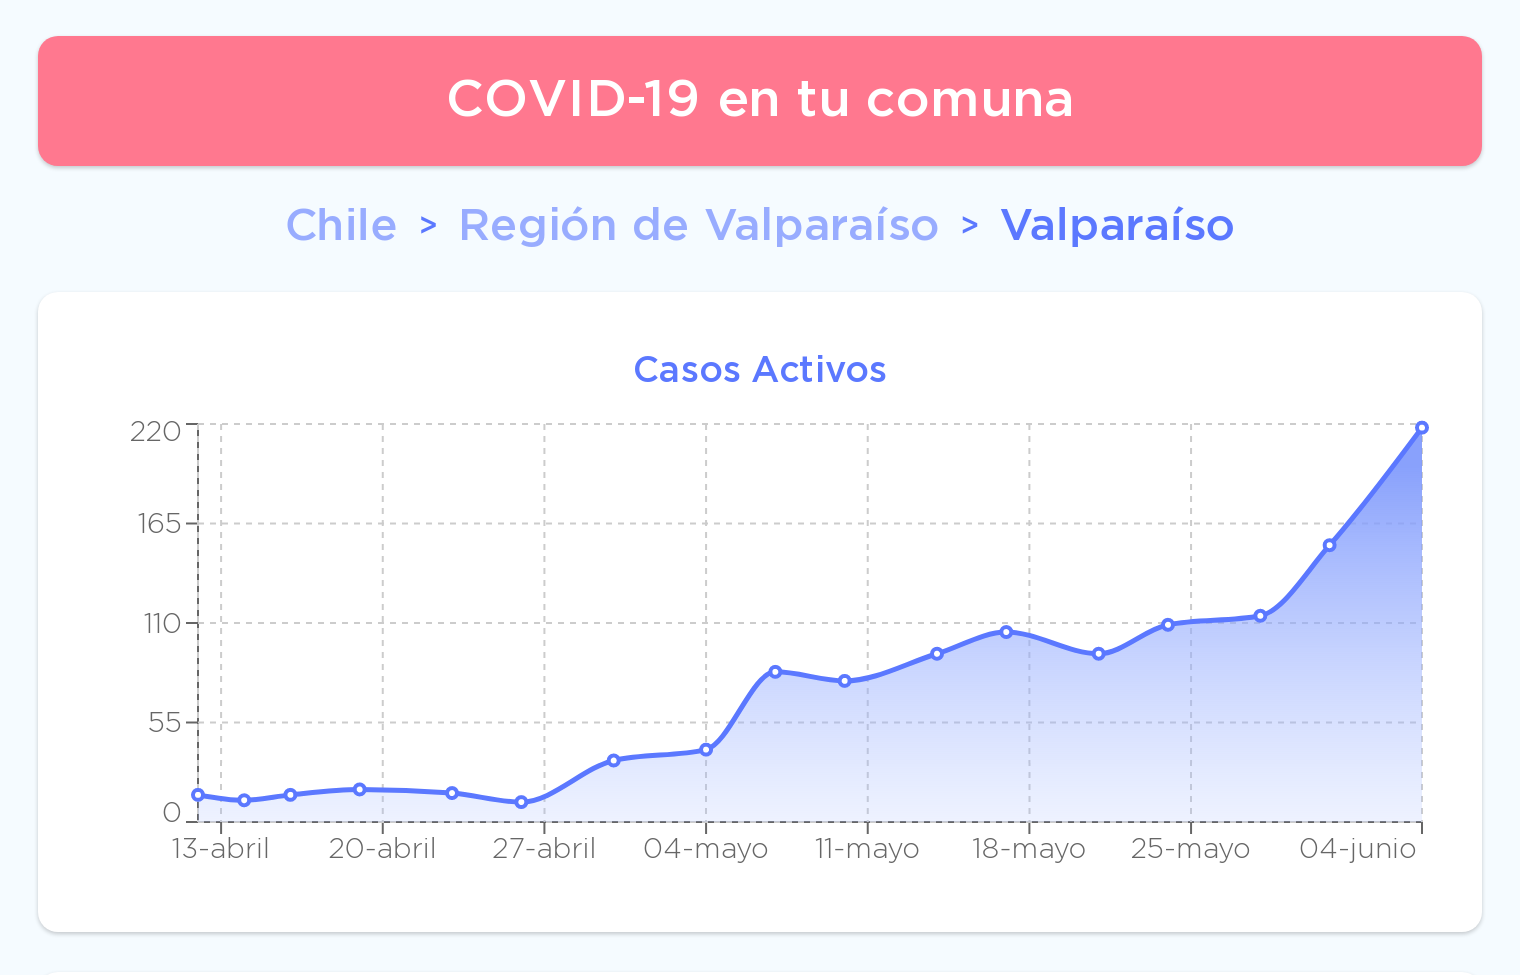 COVID-19 en tu comuna
Chile > Región de Valparaíso > Valparaíso
Casos Activos
220
165
110
55
0
13-abril 20-abril 27-abril 04-mayo 11-mayo 18-mayo 25-mayo 04-junio